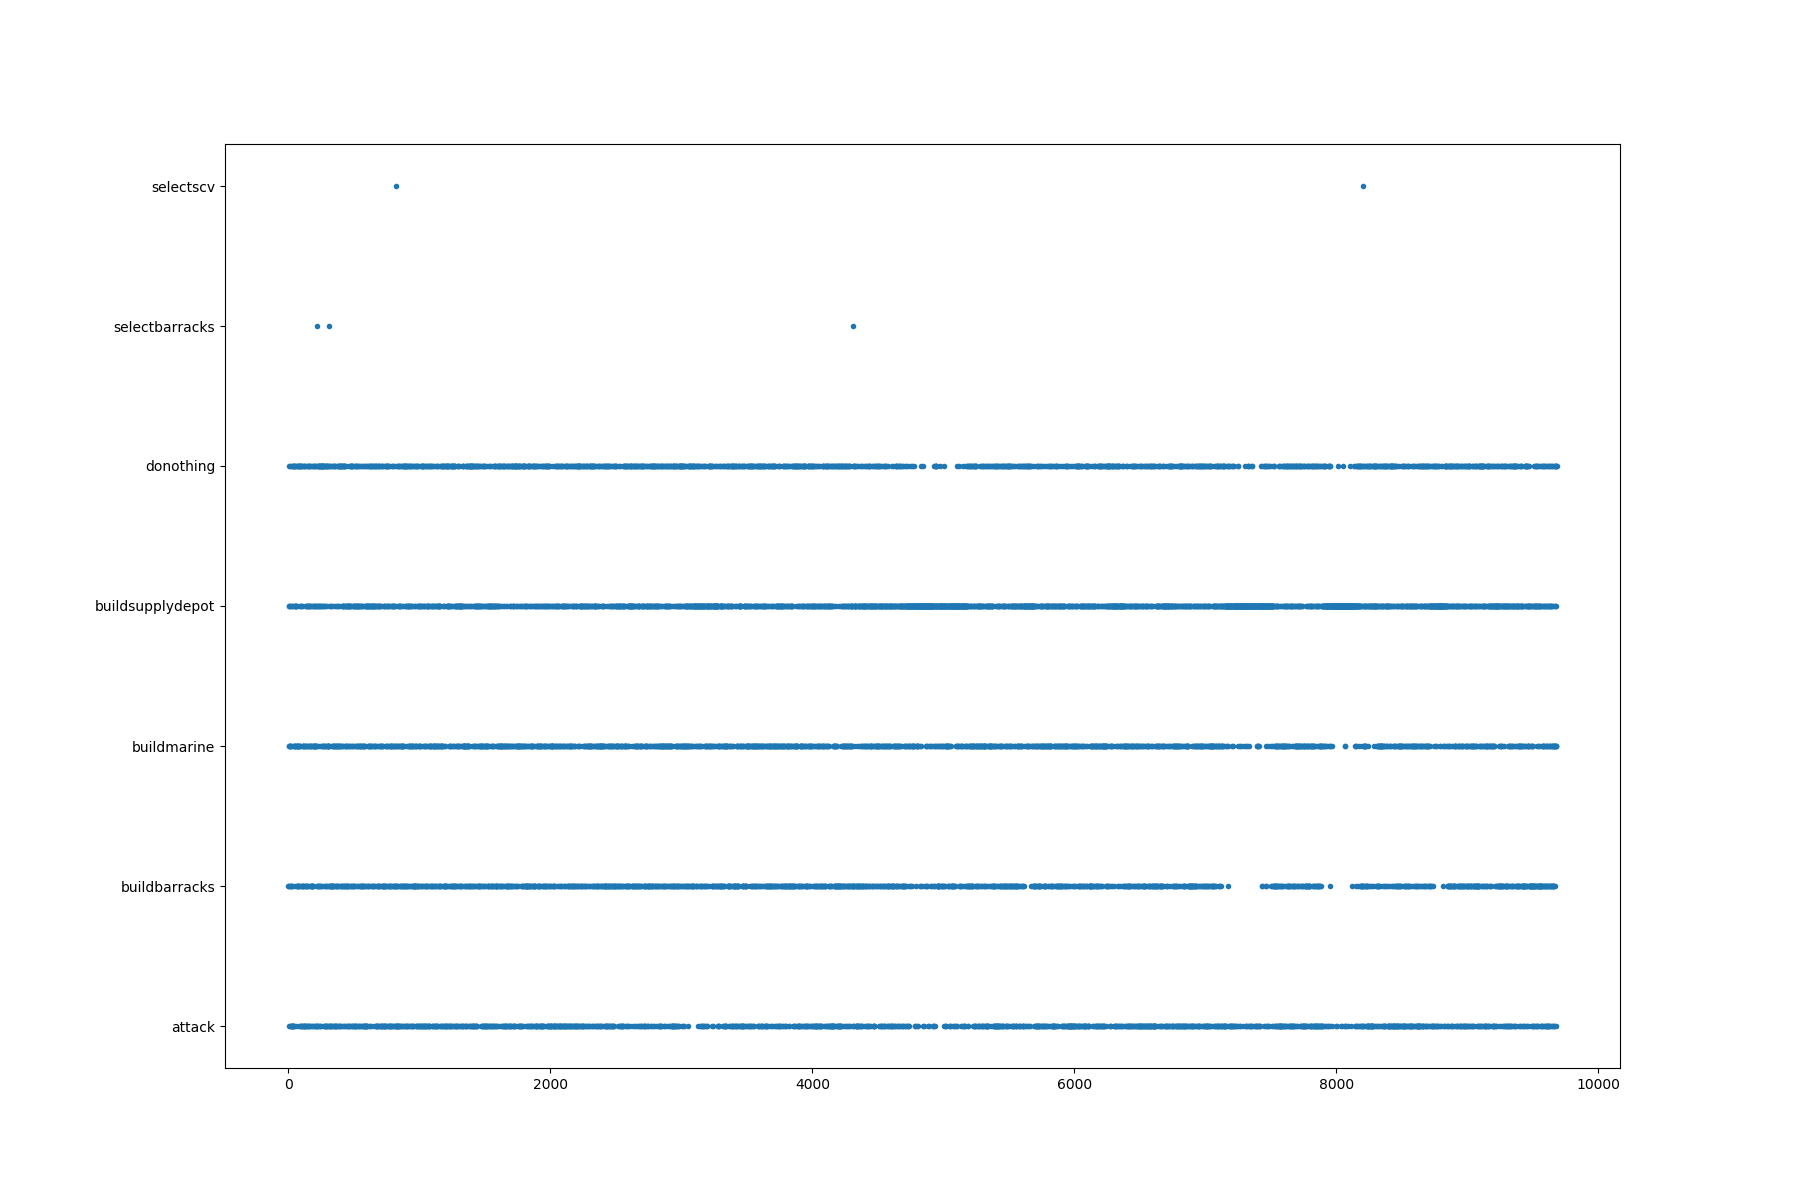 selectscv
selectbarracks
donothing
buildsupplydepot
buildmarine
buildbarracks
attack
0 2000 4000 6000 8000 10000